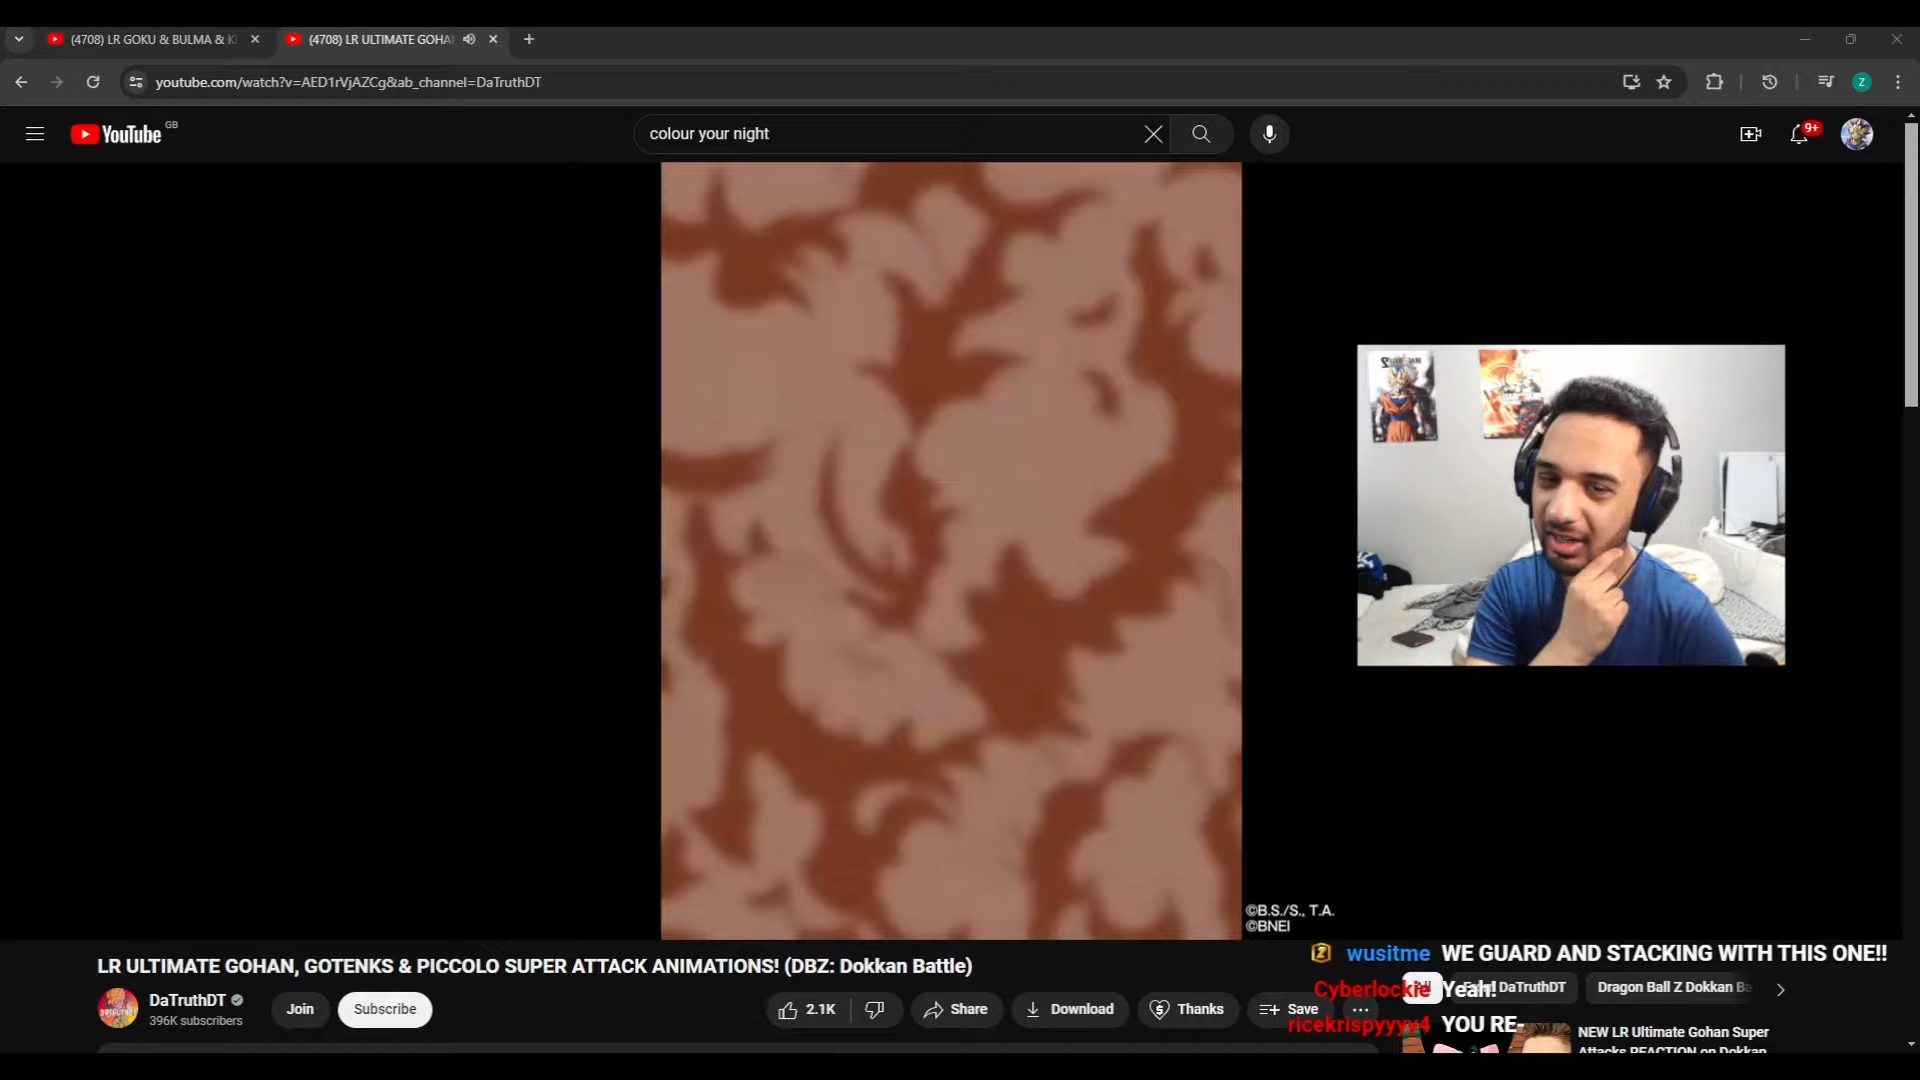 (4708) LR GOKU & BULMA & K
(4708) LR ULTIMATE GOHA
youtube.com/watch?v=AED1rVjAZCg&ab_channel=DaTruthDT
Z
YouTube GB
colour your night
9+
©B.S./S., T.A.
©BNEI
LR ULTIMATE GOHAN, GOTENKS & PICCOLO SUPER ATTACK ANIMATIONS! (DBZ: Dokkan Battle)
DaTruthDT
396K subscribers
Join
Subscribe
2.1K
Share
Download
Thanks
Save
wusitme WE GUARD AND STACKING WITH THIS ONE!!
Cyberlockie Yeah!
DaTruthDT
Dragon Ball Z Dokkan Ba
ricekrispyyyy4 YOU RE-
NEW LR Ultimate Gohan Super
Attacks REACTION on Dokkan